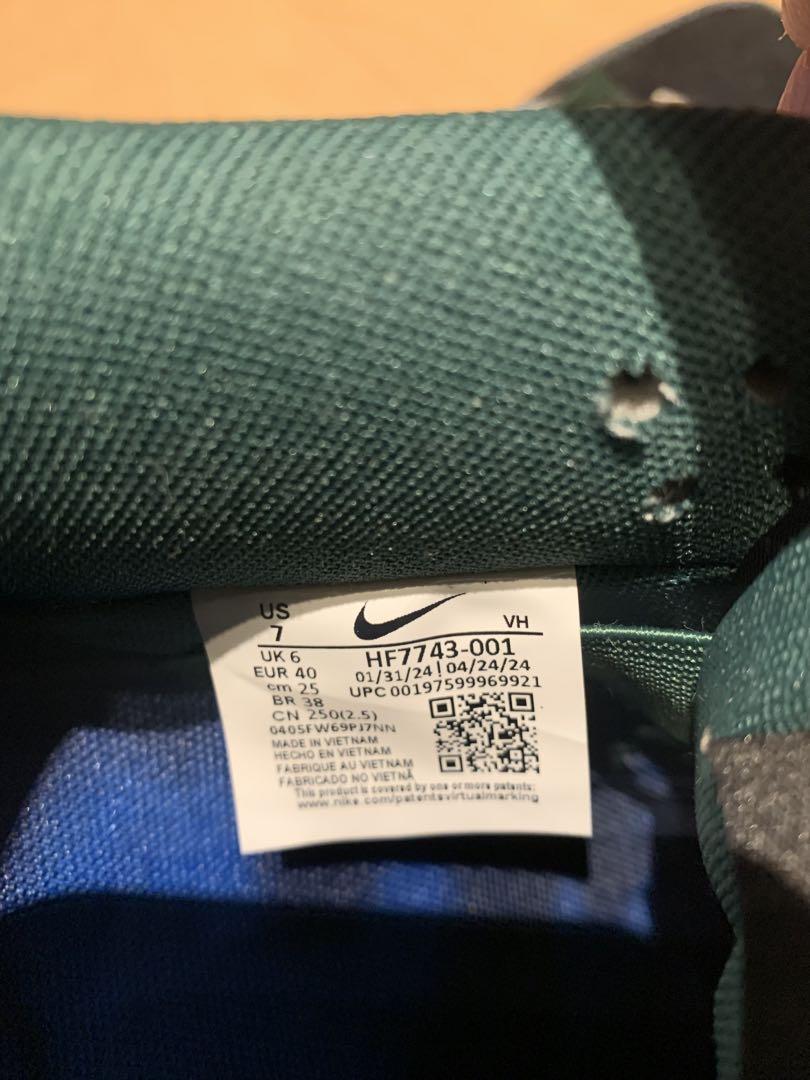 US
7
VH
UK 6
HF7743-001
EUR 40
01/31/24 | 04/24/24
cm 25
UPC 00197599969921
BR 38
CN 250(2.5)
0405FW69PJ7NN
MADE IN VIETNAM
HECHO EN VIETNAM
FABRIQUE AU VIETNAM
FABRICADO NO VIETNÃ
This product is covered by one or more patents:
www.nike.com/patentsvirtualmarking